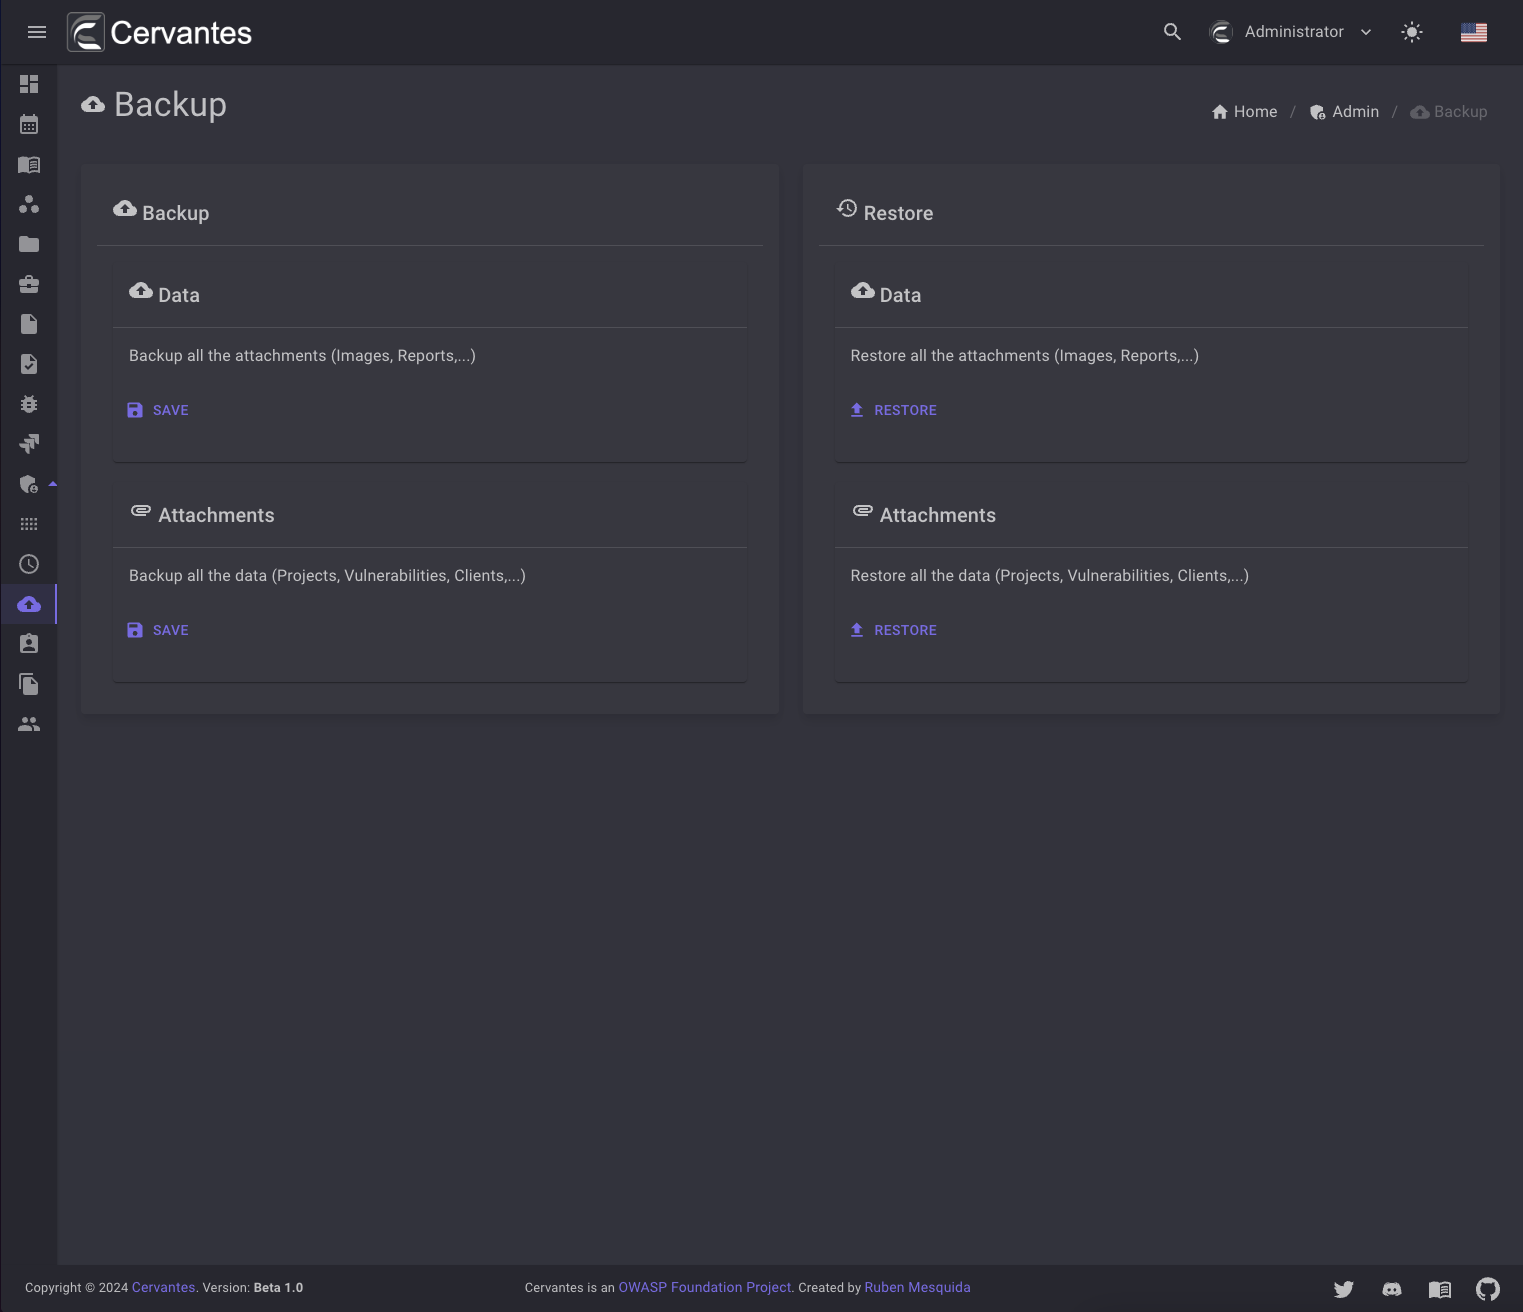 Cervantes
Administrator
Backup
Home / Admin / Backup
Backup
Data
Backup all the attachments (Images, Reports,...)
SAVE
Attachments
Backup all the data (Projects, Vulnerabilities, Clients,...)
SAVE
Restore
Data
Restore all the attachments (Images, Reports,...)
RESTORE
Attachments
Restore all the data (Projects, Vulnerabilities, Clients,...)
RESTORE
Copyright © 2024 Cervantes. Version: Beta 1.0
Cervantes is an OWASP Foundation Project. Created by Ruben Mesquida